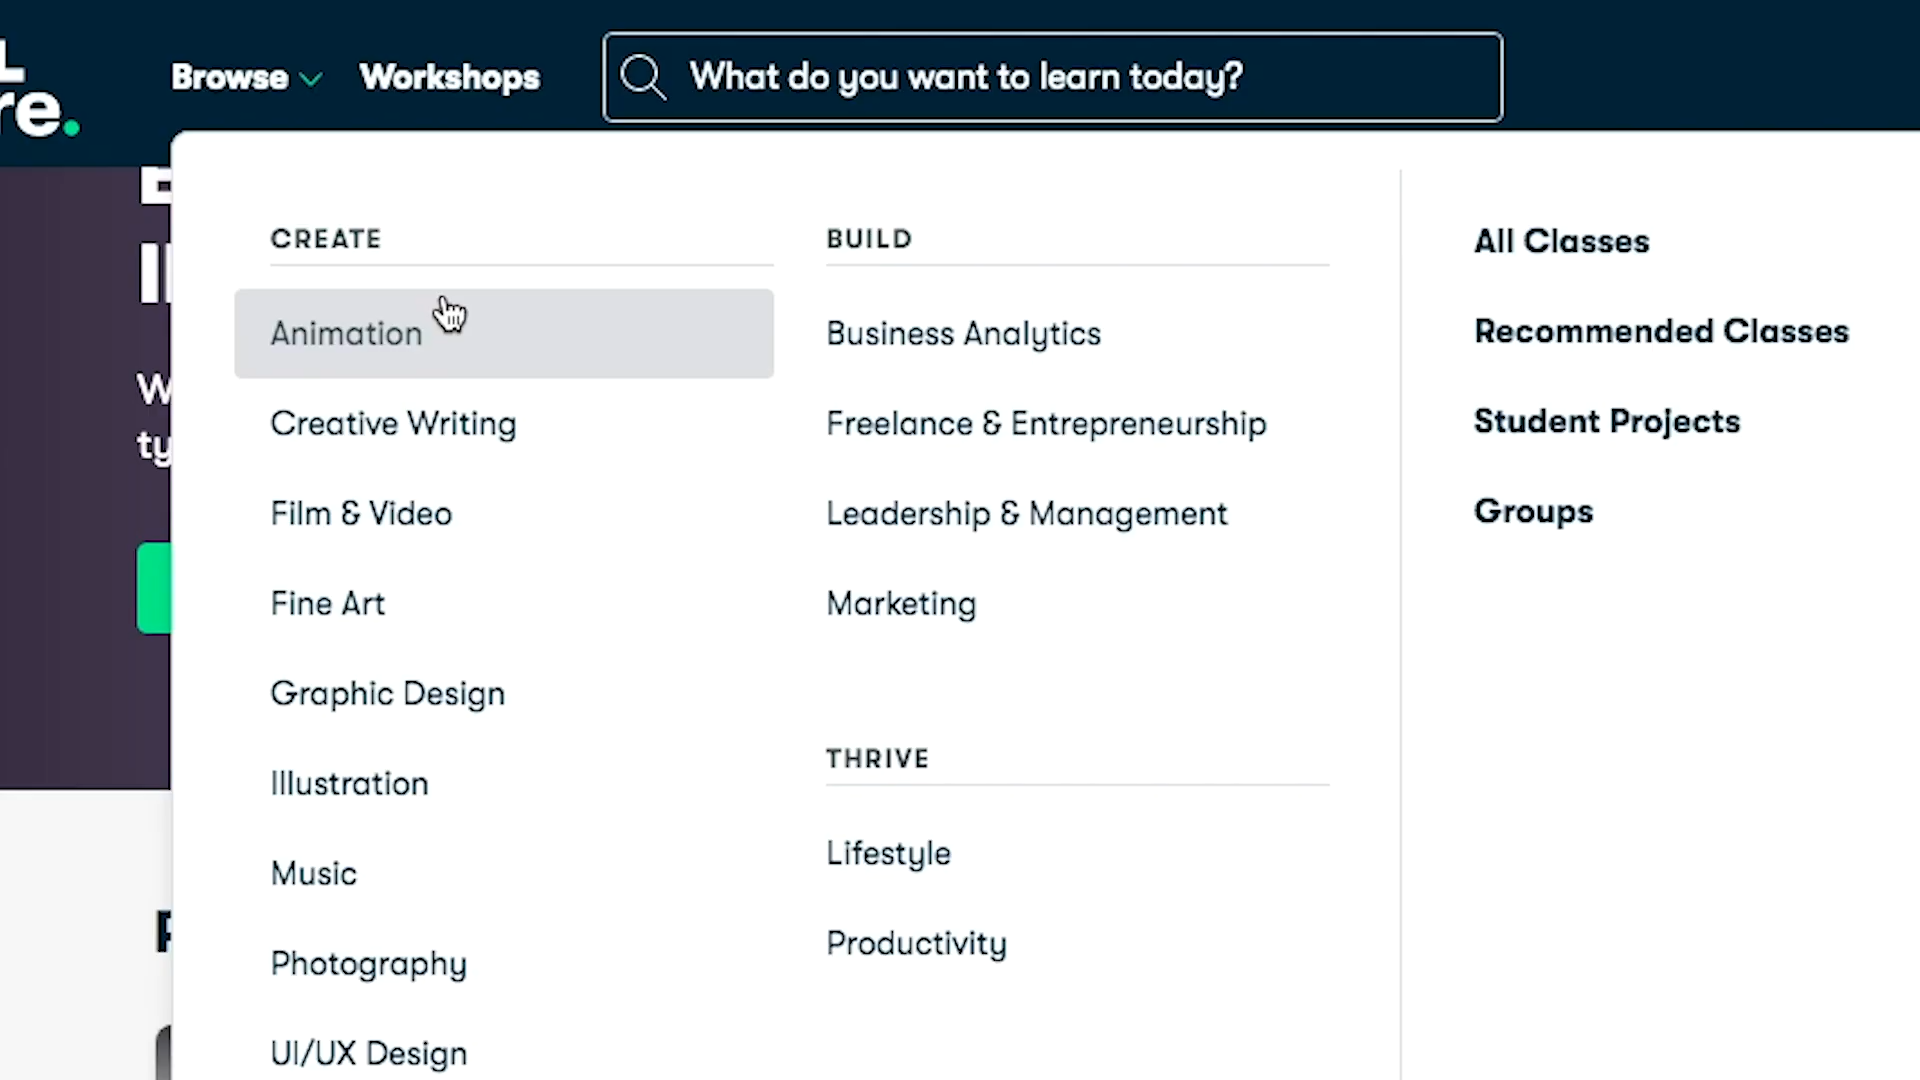 Browse Workshops What do you want to learn today?
re.
CREATE
Animation
Creative Writing
Film & Video
Fine Art
Graphic Design
Illustration
Music
Photography
UI/UX Design
BUILD
Business Analytics
Freelance & Entrepreneurship
Leadership & Management
Marketing
THRIVE
Lifestyle
Productivity
All Classes
Recommended Classes
Student Projects
Groups